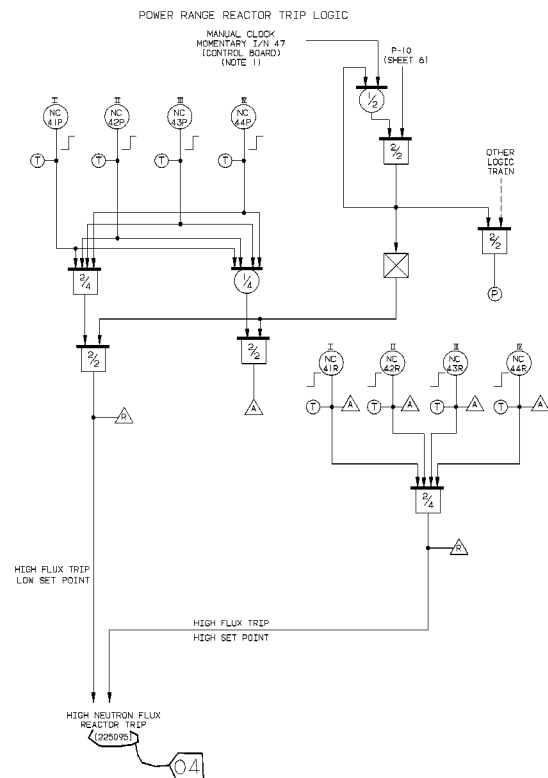 POWER RANGE REACTOR TRIP LOGIC
MANUAL CLOCK
MOMENTARY I/N 47
(CONTROL BOARD)
(NOTE 1)
P-10
(SHEET 6)
1/2
2/2
I
II
III
IV
NC
41P
NC
42P
NC
43P
NC
44P
T
T
T
T
OTHER
LOGIC
TRAIN
2/2
P
2/4
1/4
2/2
2/2
A
R
I
II
III
IV
NC
41R
NC
42R
NC
43R
NC
44R
T
A
T
A
T
A
T
A
2/4
R
HIGH FLUX TRIP
LOW SET POINT
HIGH FLUX TRIP
HIGH SET POINT
HIGH NEUTRON FLUX
REACTOR TRIP
(225095)
04